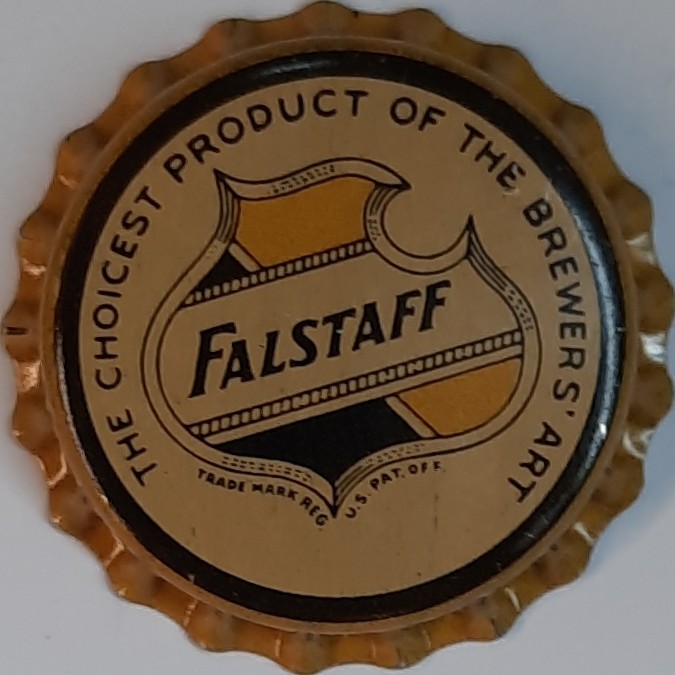 THE CHOICEST PRODUCT OF THE BREWERS' ART
FALSTAFF
TRADE MARK REG. U.S. PAT. OFF.